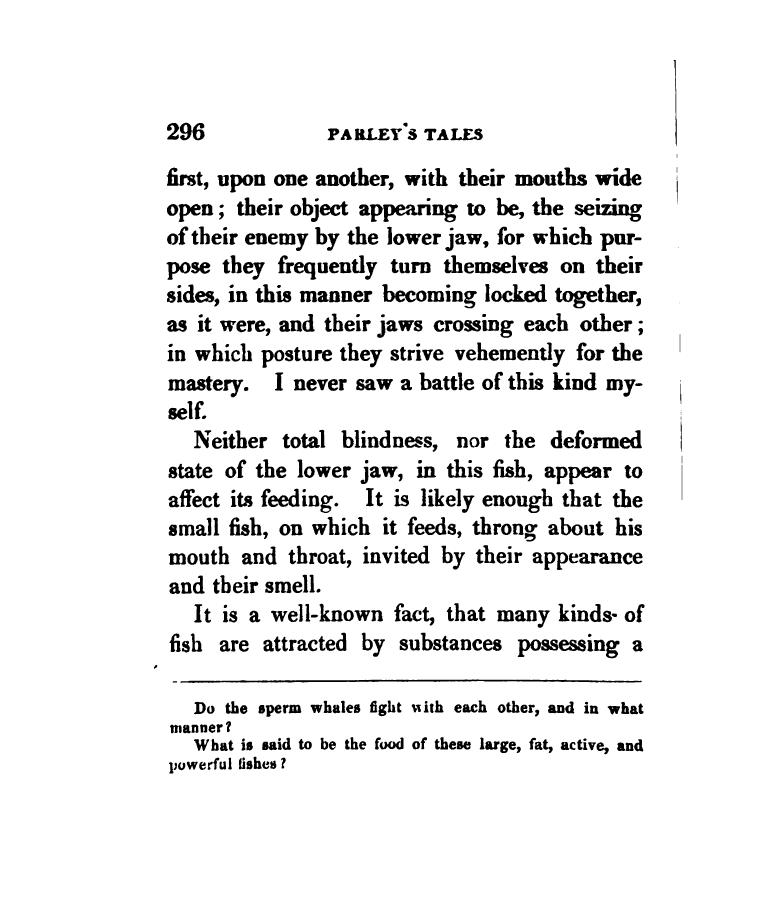 296 PARLEY'S TALES
first, upon one another, with their mouths wide
open; their object appearing to be, the seizing
of their enemy by the lower jaw, for which pur-
pose they frequently turn themselves on their
sides, in this manner becoming locked together,
as it were, and their jaws crossing each other;
in which posture they strive vehemently for the
mastery. I never saw a battle of this kind my-
self.
Neither total blindness, nor the deformed
state of the lower jaw, in this fish, appear to
affect its feeding. It is likely enough that the
small fish, on which it feeds, throng about his
mouth and throat, invited by their appearance
and their smell.
It is a well-known fact, that many kinds of
fish are attracted by substances possessing a
Do the sperm whales fight with each other, and in what
manner?
What is said to be the food of these large, fat, active, and
powerful fishes?